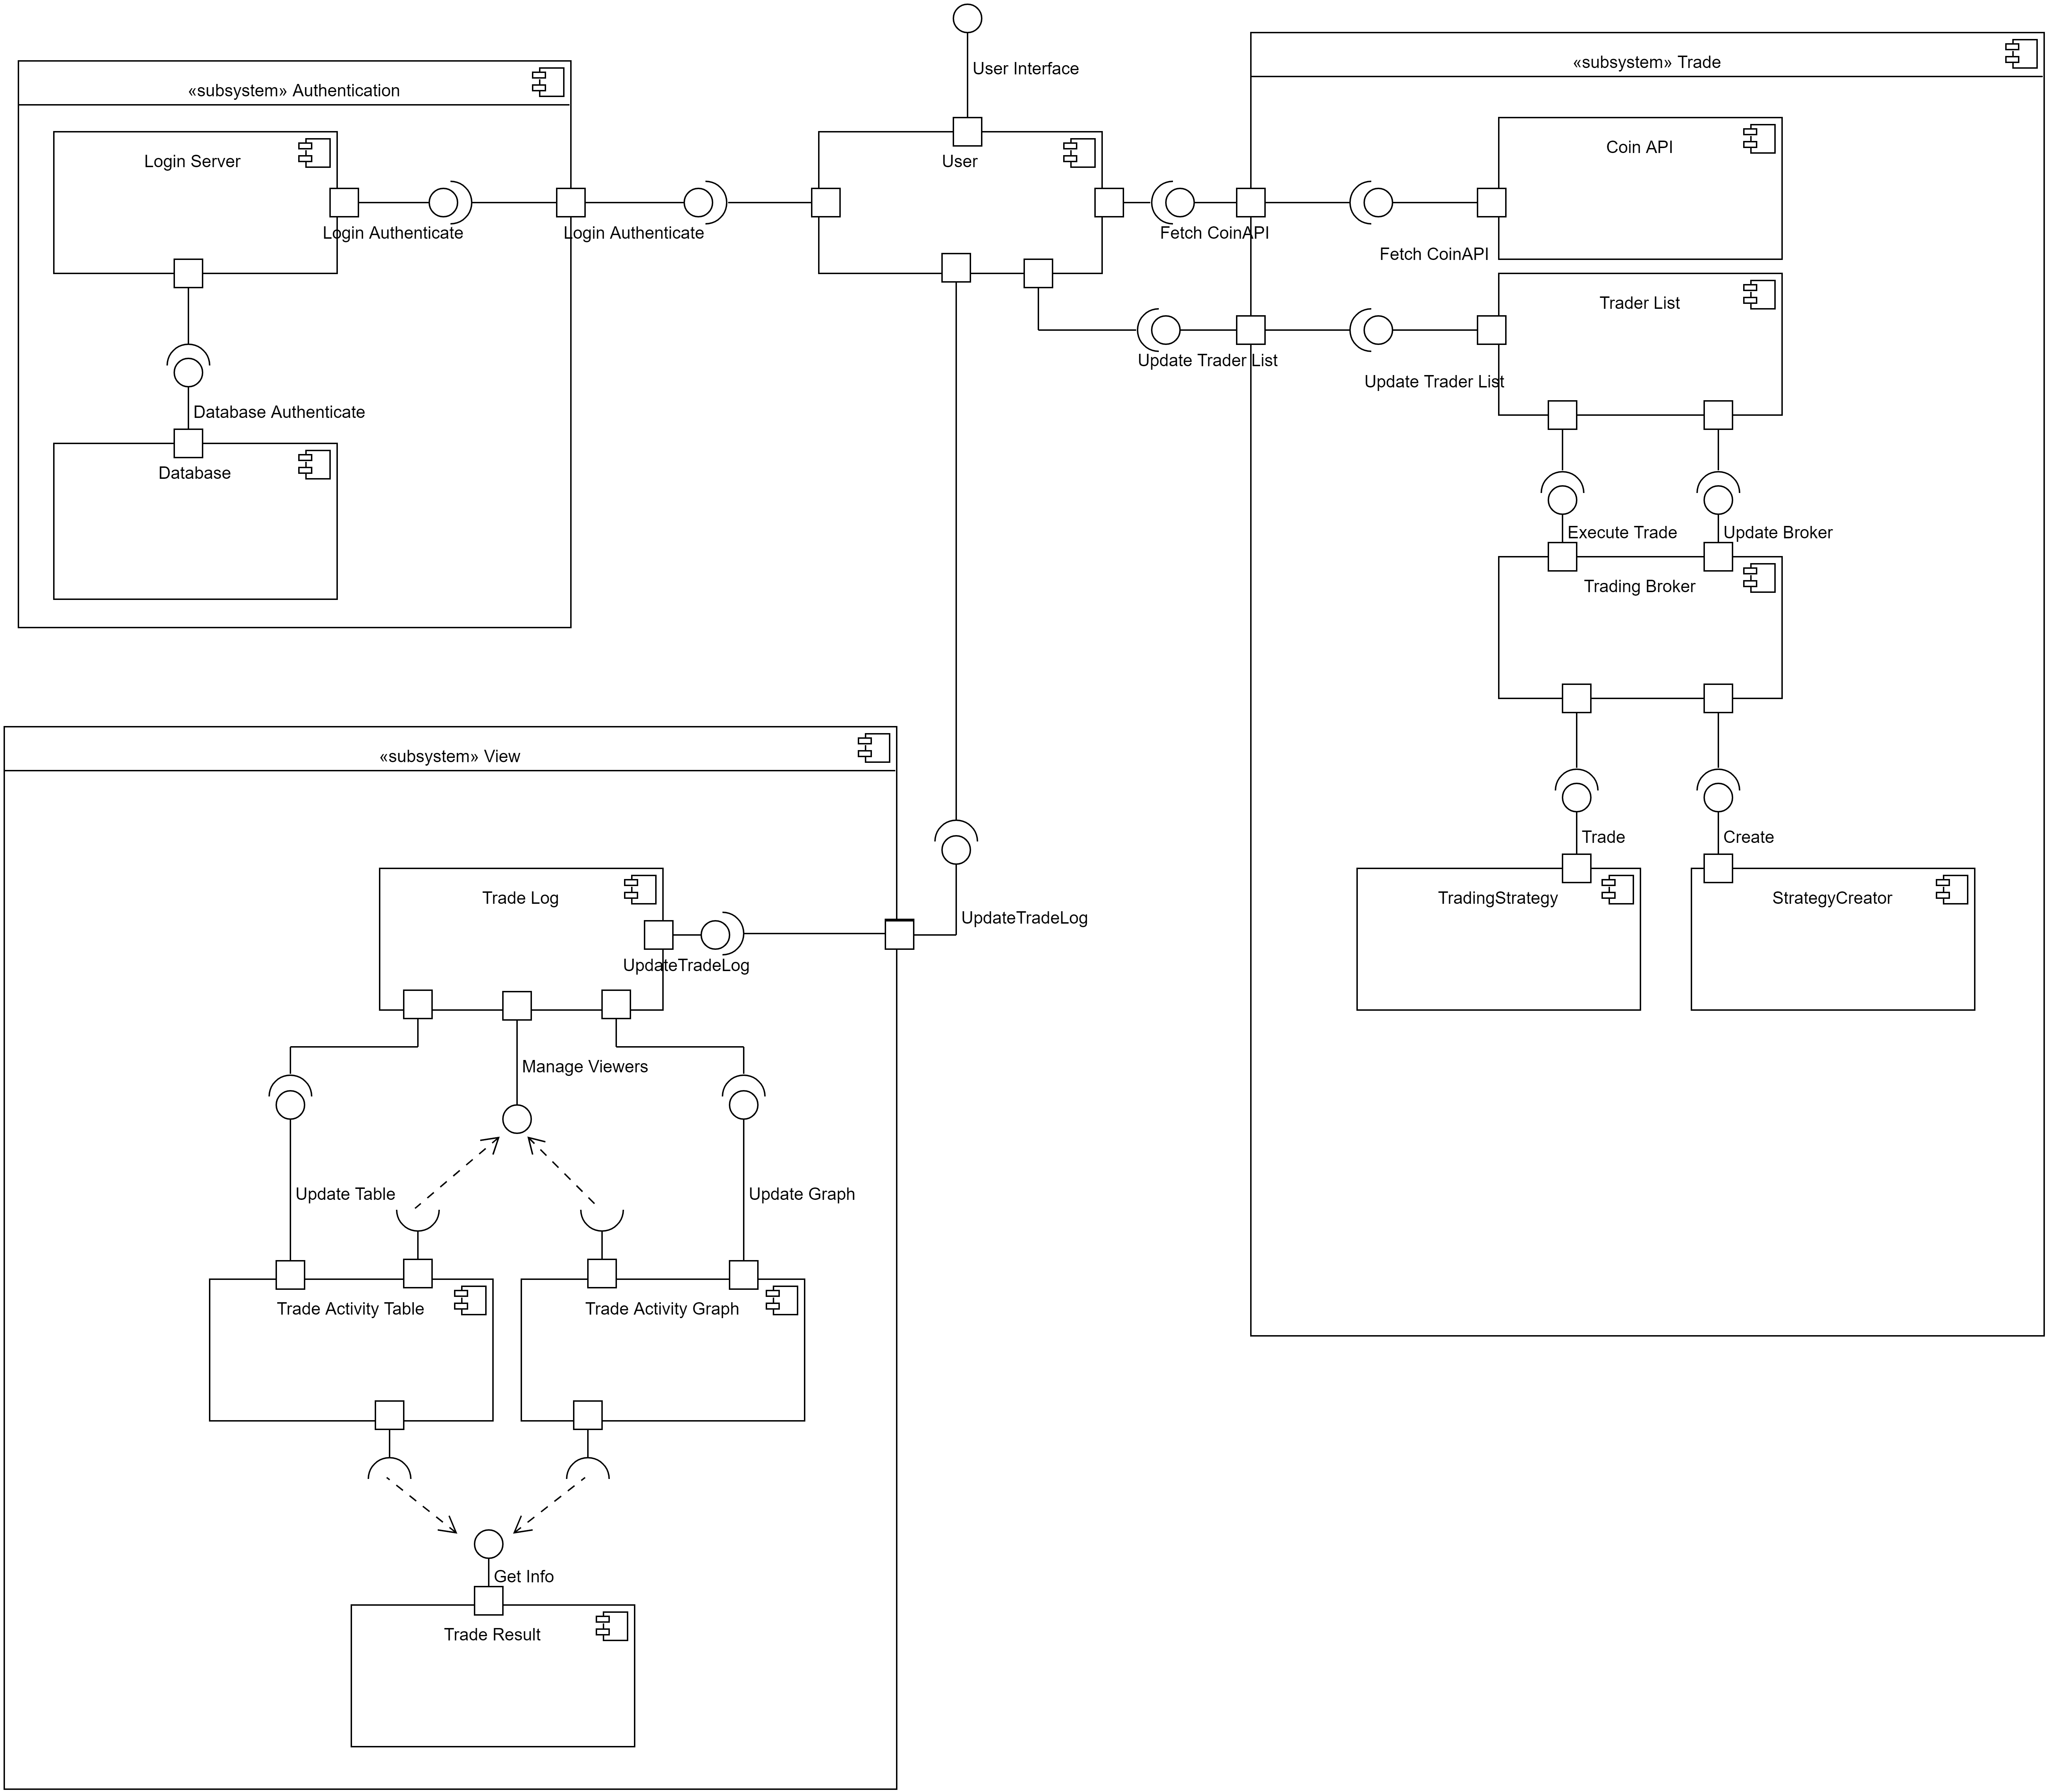 User Interface
«subsystem» Trade
«subsystem» Authentication
Coin API
Login Server
User
Login Authenticate
Login Authenticate
Fetch CoinAPI
Fetch CoinAPI
Trader List
Update Trader List
Update Trader List
Database Authenticate
Database
Execute Trade
Update Broker
Trading Broker
«subsystem» View
Trade
Create
Trade Log
TradingStrategy
StrategyCreator
UpdateTradeLog
UpdateTradeLog
Manage Viewers
Update Table
Update Graph
Trade Activity Table
Trade Activity Graph
Get Info
Trade Result